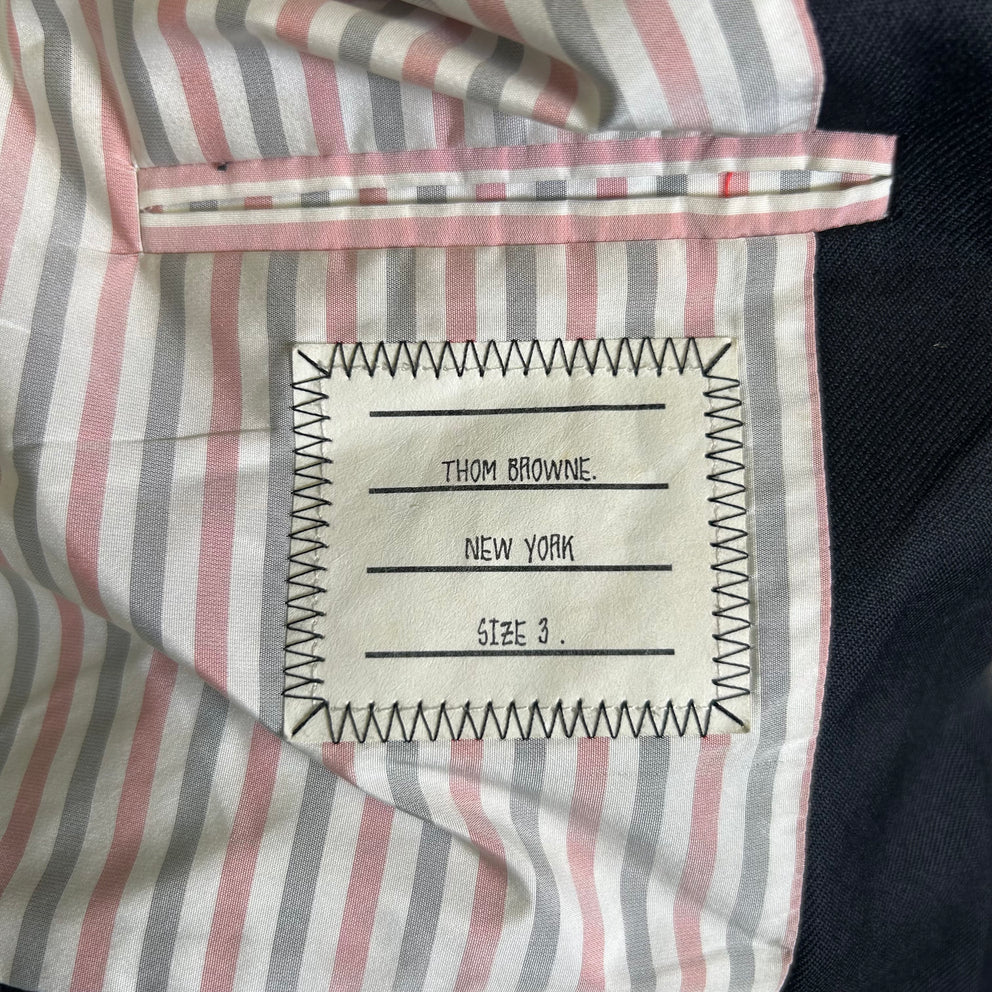 THOM BROWNE.
NEW YORK
SIZE 3.